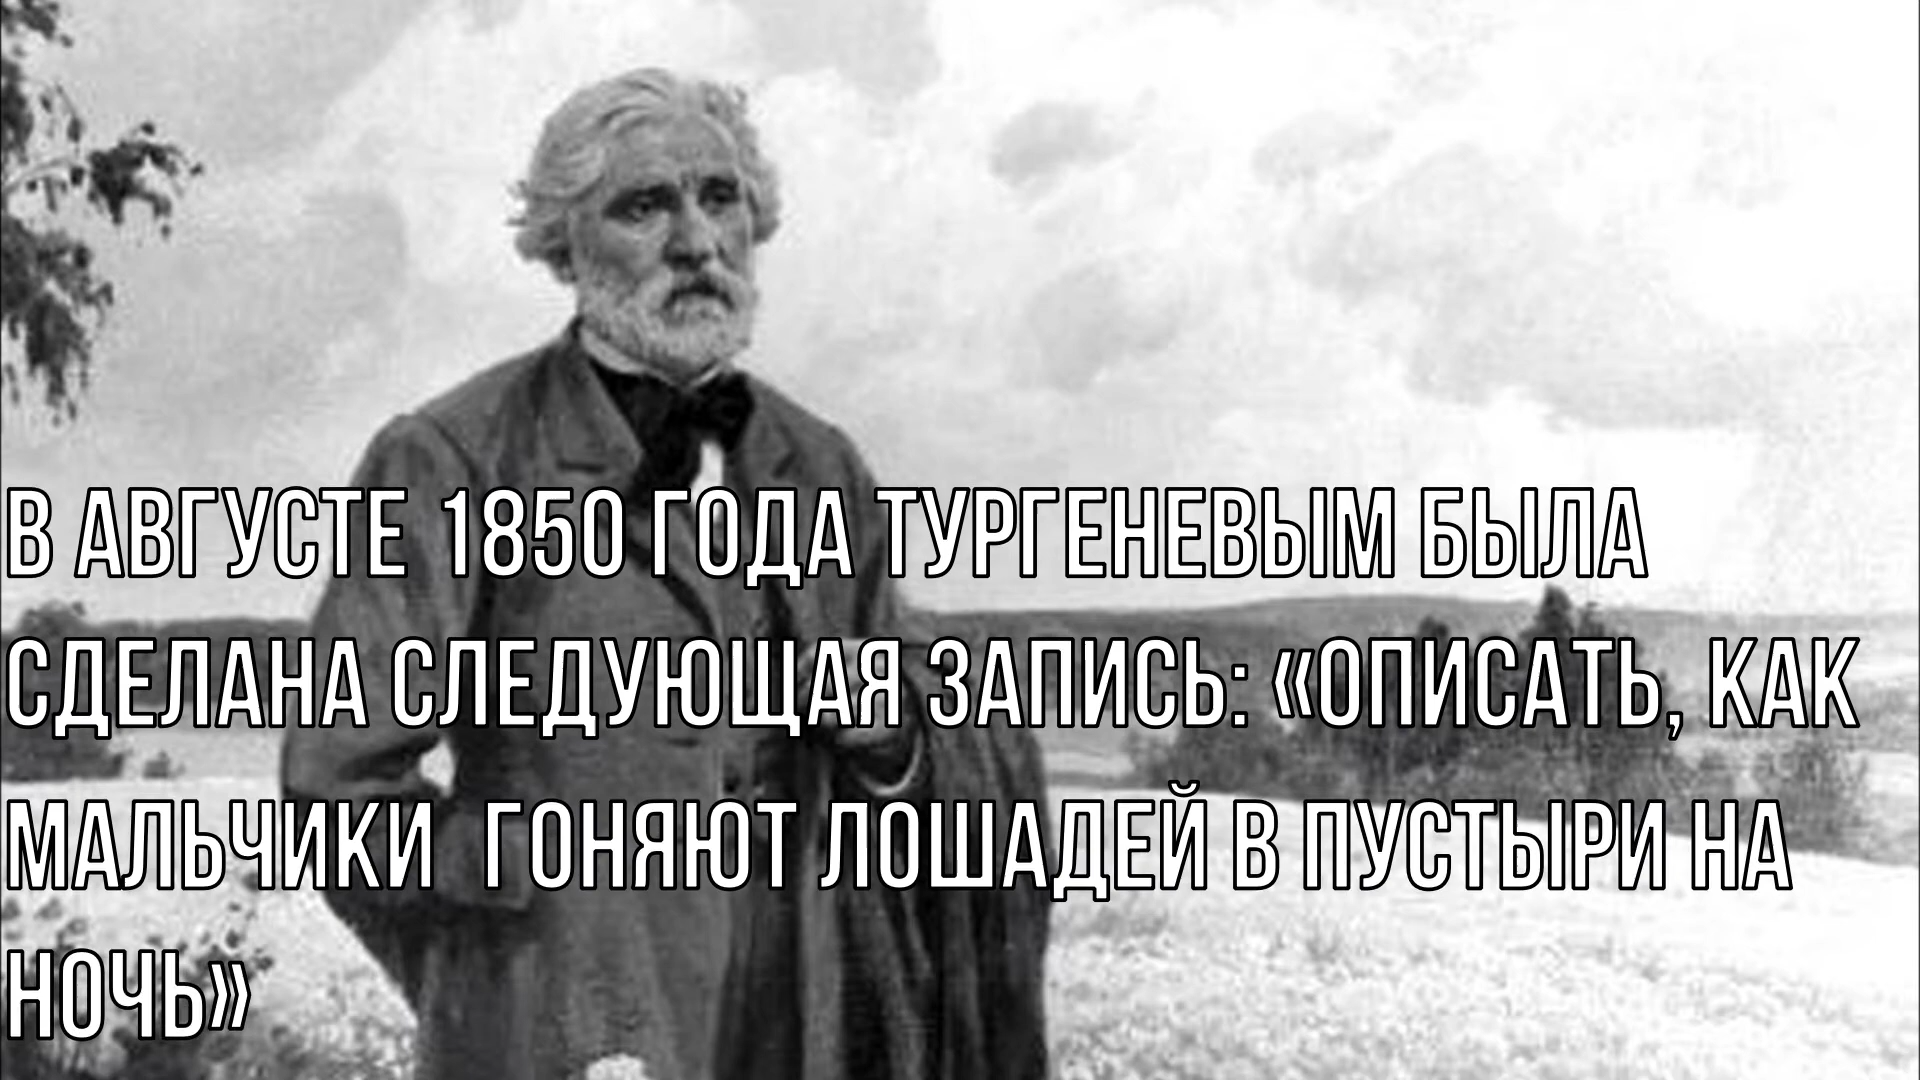 В АВГУСТЕ 1850 ГОДА ТУРГЕНЕВЫМ БЫЛА
СДЕЛАНА СЛЕДУЮЩАЯ ЗАПИСЬ: «ОПИСАТЬ, КАК
МАЛЬЧИКИ ГОНЯЮТ ЛОШАДЕЙ В ПУСТЫРИ НА
НОЧЬ»